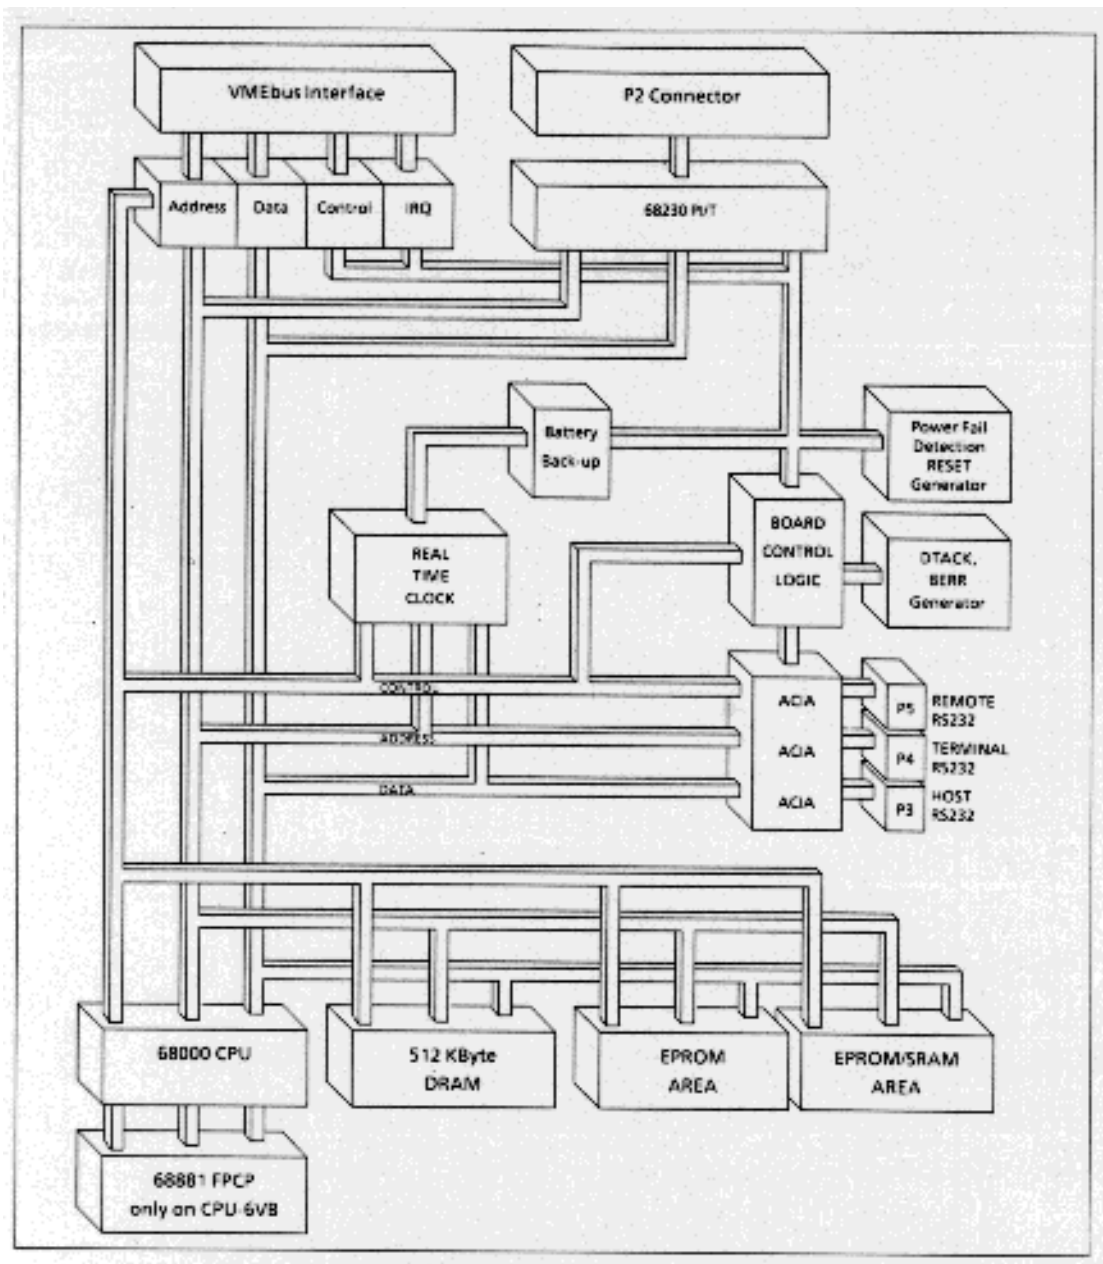 VMEbus Interface
P2 Connector
Address
Data
Control
IRQ
68230 PI/T
Battery
Back-up
Power Fail
Detection
RESET
Generator
REAL
TIME
CLOCK
BOARD
CONTROL
LOGIC
DTACK,
BERR
Generator
CONTROL
ADDRESS
DATA
ACIA
ACIA
ACIA
P5
REMOTE
RS232
P4
TERMINAL
RS232
P3
HOST
RS232
68000 CPU
512 KByte
DRAM
EPROM
AREA
EPROM/SRAM
AREA
68881 FPCP
only on CPU-6VB